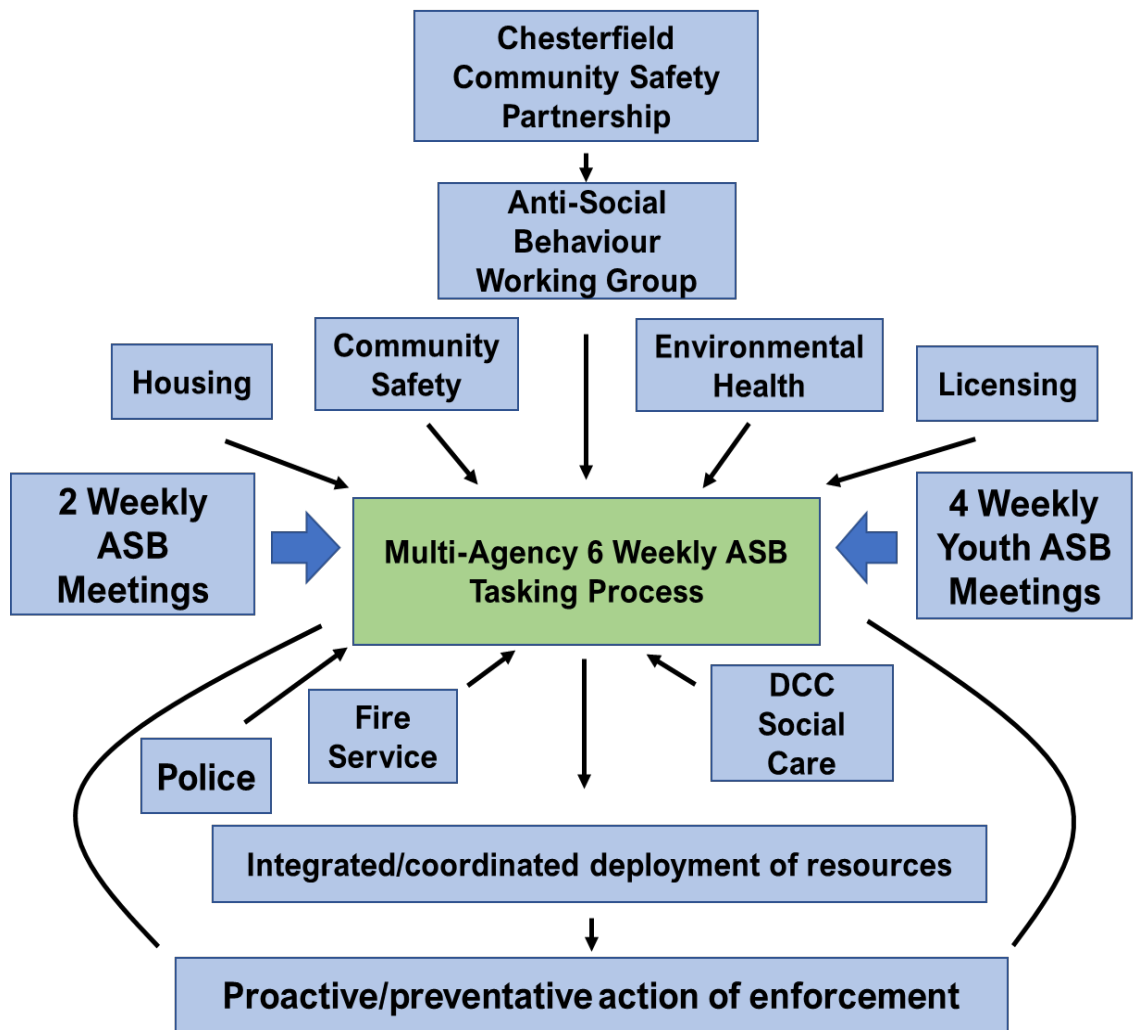 Chesterfield
Community Safety
Partnership
Anti-Social
Behaviour
Working Group
Housing
Community
Safety
Environmental
Health
Licensing
2 Weekly
ASB
Meetings
Multi-Agency 6 Weekly ASB
Tasking Process
4 Weekly
Youth ASB
Meetings
Police
Fire
Service
DCC
Social
Care
Integrated/coordinated deployment of resources
Proactive/preventative action of enforcement